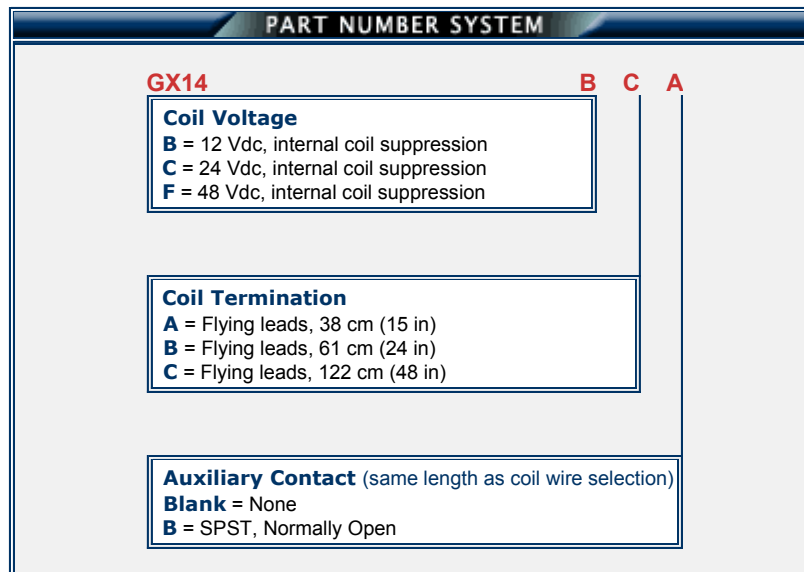 PART NUMBER SYSTEM
GX14 B C A
Coil Voltage
B = 12 Vdc, internal coil suppression
C = 24 Vdc, internal coil suppression
F = 48 Vdc, internal coil suppression
Coil Termination
A = Flying leads, 38 cm (15 in)
B = Flying leads, 61 cm (24 in)
C = Flying leads, 122 cm (48 in)
Auxiliary Contact (same length as coil wire selection)
Blank = None
B = SPST, Normally Open